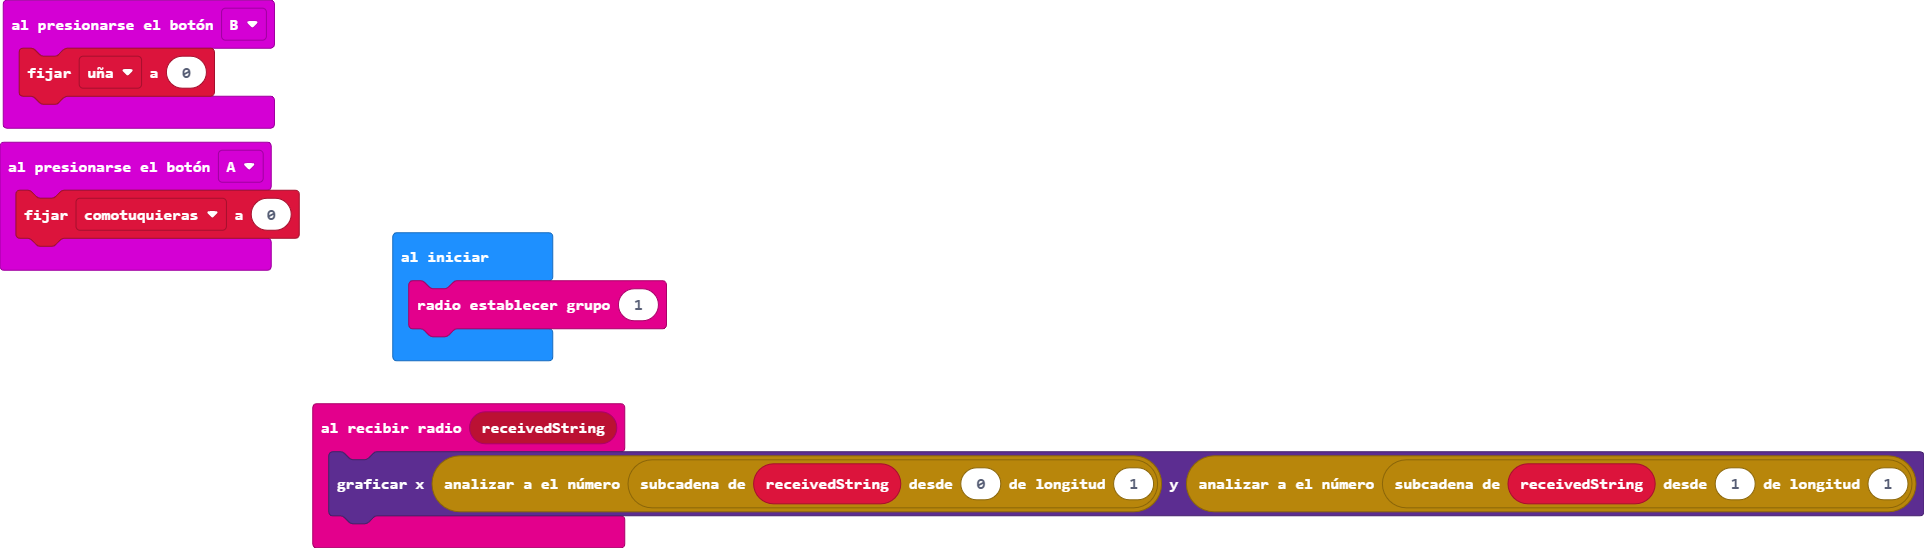 al presionarse el botón B
fijar uña a 0
al presionarse el botón A
fijar comotuquieras a 0
al iniciar
radio establecer grupo 1
al recibir radio receivedString
graficar x analizar a el número subcadena de receivedString desde 0 de longitud 1 y analizar a el número subcadena de receivedString desde 1 de longitud 1